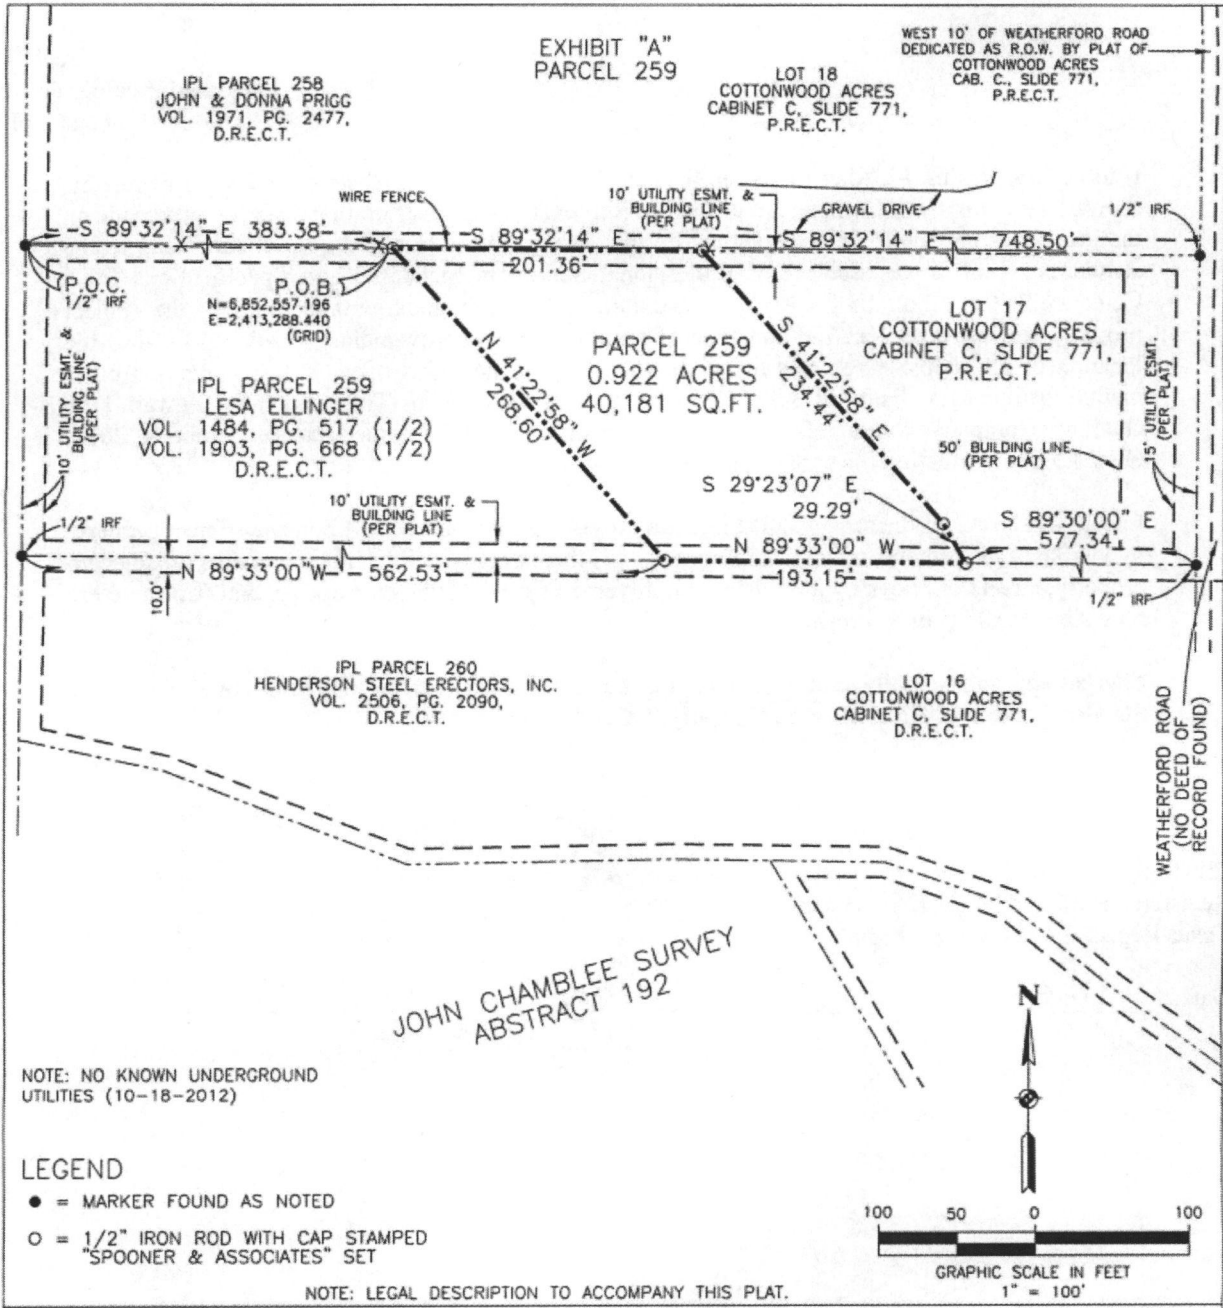 EXHIBIT "A"
PARCEL 259
WEST 10' OF WEATHERFORD ROAD
DEDICATED AS R.O.W. BY PLAT OF
COTTONWOOD ACRES
CAB. C., SLIDE 771,
P.R.E.C.T.
IPL PARCEL 258
JOHN & DONNA PRIGG
VOL. 1971, PG. 2477,
D.R.E.C.T.
LOT 18
COTTONWOOD ACRES
CABINET C, SLIDE 771,
P.R.E.C.T.
WIRE FENCE
10' UTILITY ESMT. &
BUILDING LINE
(PER PLAT)
GRAVEL DRIVE
1/2" IRF
S 89°32'14" E 383.38'
S 89°32'14" E
201.36'
S 89°32'14" E 748.50'
P.O.C.
1/2" IRF
P.O.B.
N=6,852,557.196
E=2,413,288.440
(GRID)
10' UTILITY ESMT. &
BUILDING LINE
(PER PLAT)
IPL PARCEL 259
LESA ELLINGER
VOL. 1484, PG. 517 (1/2)
VOL. 1903, PG. 668 (1/2)
D.R.E.C.T.
N 41°22'58" W
268.60'
PARCEL 259
0.922 ACRES
40,181 SQ.FT.
S 41°22'58" E
234.44'
LOT 17
COTTONWOOD ACRES
CABINET C, SLIDE 771,
P.R.E.C.T.
15' UTILITY ESMT.
(PER PLAT)
50' BUILDING LINE
(PER PLAT)
S 29°23'07" E
29.29'
1/2" IRF
10' UTILITY ESMT. &
BUILDING LINE
(PER PLAT)
S 89°30'00" E
577.34'
N 89°33'00" W
193.15'
N 89°33'00"W 562.53'
10.0'
1/2" IRF
IPL PARCEL 260
HENDERSON STEEL ERECTORS, INC.
VOL. 2506, PG. 2090,
D.R.E.C.T.
LOT 16
COTTONWOOD ACRES
CABINET C, SLIDE 771,
D.R.E.C.T.
WEATHERFORD ROAD
(NO DEED OF
RECORD FOUND)
JOHN CHAMBLEE SURVEY
ABSTRACT 192
N
NOTE: NO KNOWN UNDERGROUND
UTILITIES (10-18-2012)
LEGEND
● = MARKER FOUND AS NOTED
○ = 1/2" IRON ROD WITH CAP STAMPED
"SPOONER & ASSOCIATES" SET
100 50 0 100
GRAPHIC SCALE IN FEET
1" = 100'
NOTE: LEGAL DESCRIPTION TO ACCOMPANY THIS PLAT.